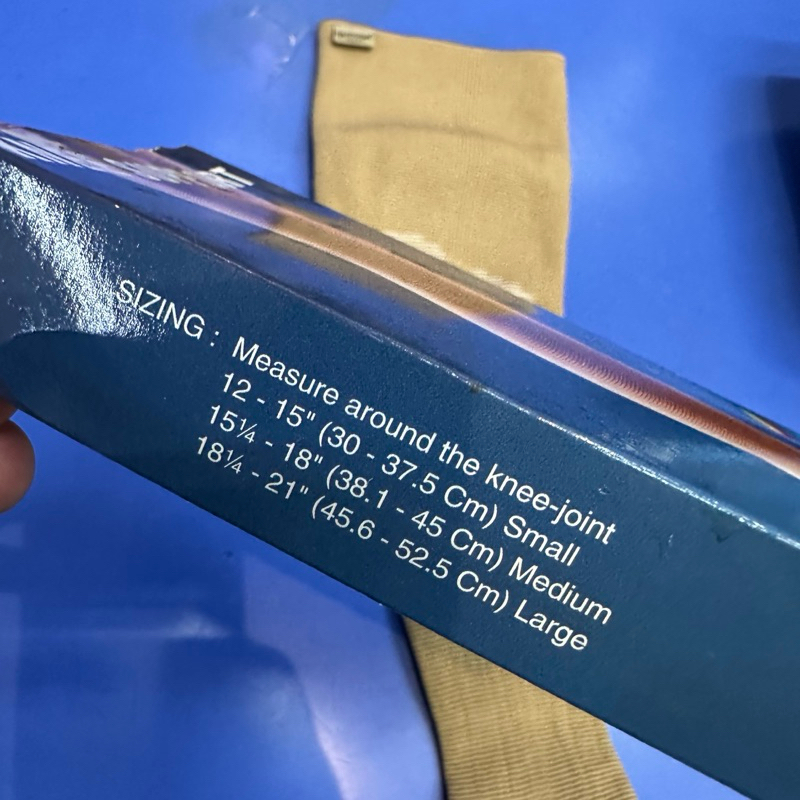 SIZING : Measure around the knee-joint
12 - 15" (30 - 37.5 Cm) Small
15¼ - 18" (38.1 - 45 Cm) Medium
18¼ - 21" (45.6 - 52.5 Cm) Large